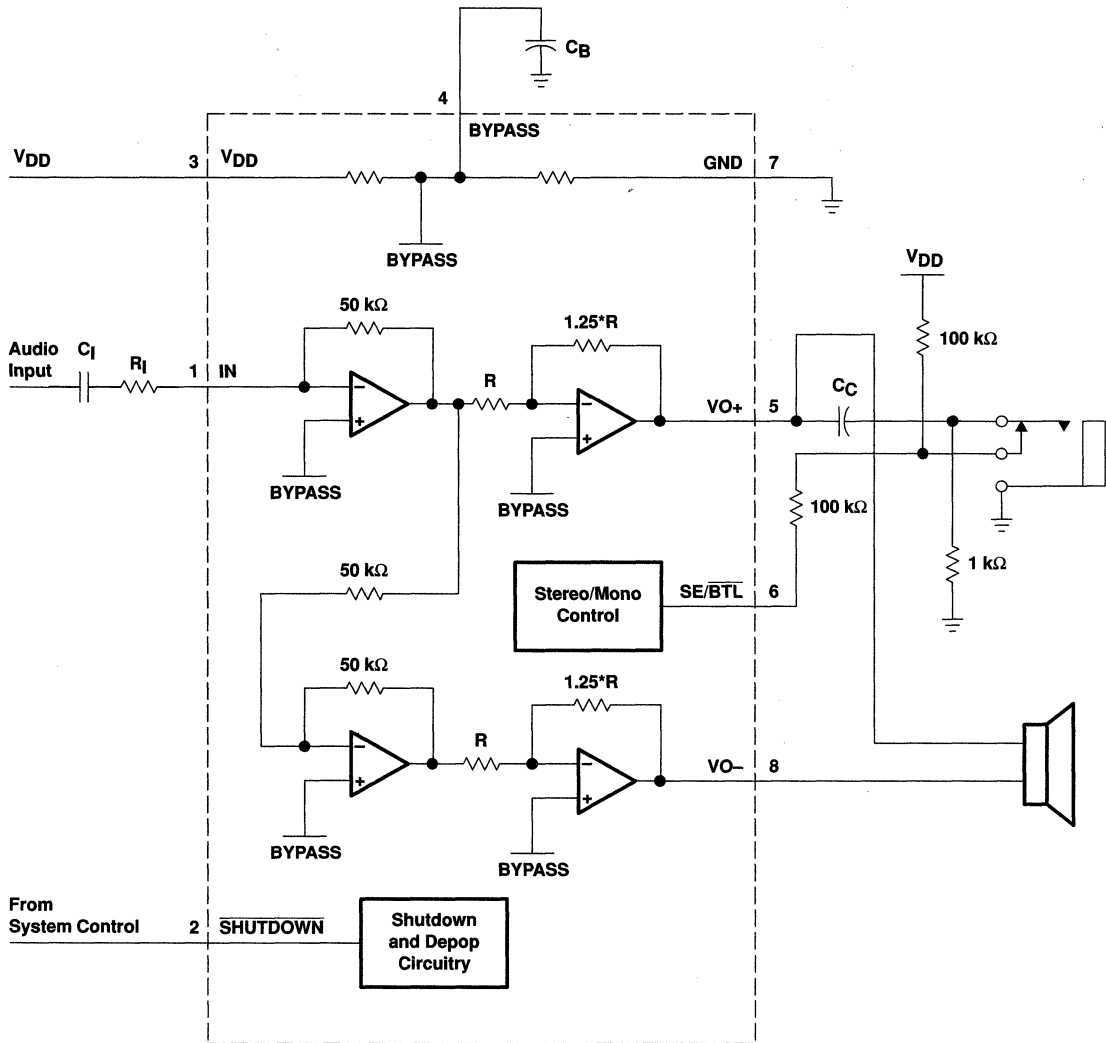 CB
4
BYPASS
VDD
3
VDD
GND
7
BYPASS
VDD
50 kΩ
1.25*R
100 kΩ
Audio
Input
CI
RI
1
IN
R
CC
VO+
5
−
+
−
+
BYPASS
BYPASS
100 kΩ
50 kΩ
Stereo/Mono
Control
SE/BTL
6
1 kΩ
50 kΩ
1.25*R
R
−
+
−
+
VO–
8
BYPASS
BYPASS
From
System Control
2
SHUTDOWN
Shutdown
and Depop
Circuitry